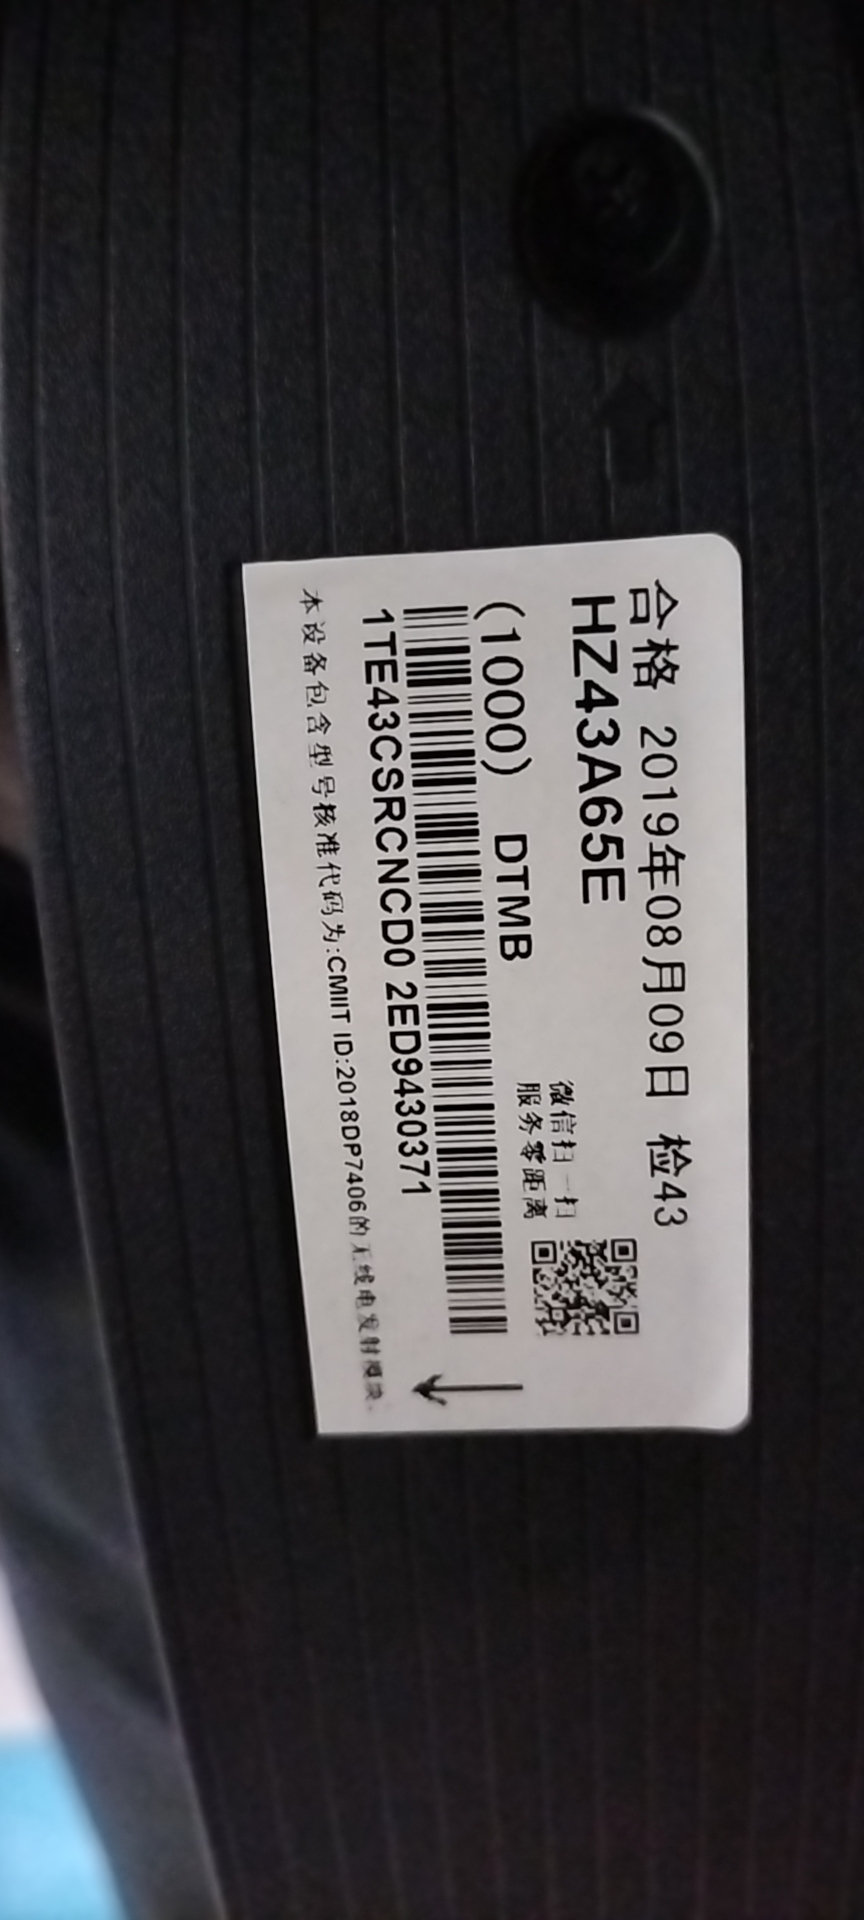 合格 2019年08月09日 检43
HZ43A65E
(1000) DTMB
微信扫一扫
服务零距离
1TE43CSRCNCD0 2ED9430371
本设备包含型号核准代码为:CMIIT ID:2018DP7406的无线电发射模块。